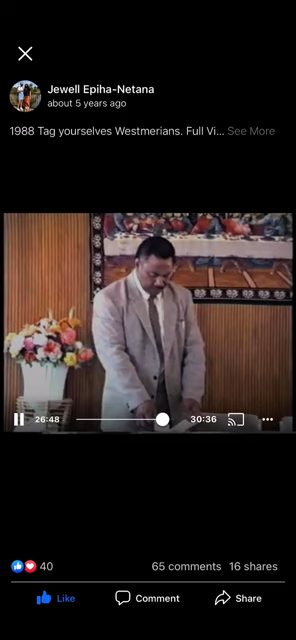 Jewell Epiha-Netana
about 5 years ago
1988 Tag yourselves Westmerians. Full Vi... See More
26:48
30:36
40
65 comments 16 shares
Like Comment Share